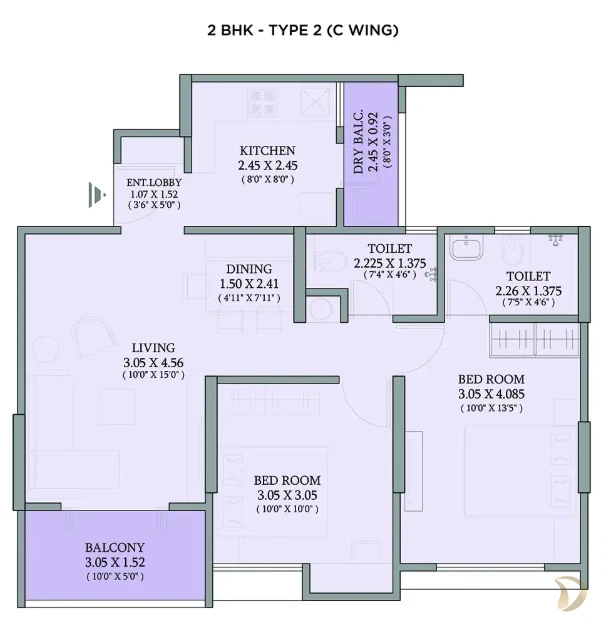 2 BHK - TYPE 2 (C WING)
KITCHEN
2.45 X 2.45
( 8'0" X 8'0" )
DRY BALC.
2.45 X 0.92
( 8'0" X 3'0" )
ENT.LOBBY
1.07 X 1.52
( 3'6" X 5'0" )
TOILET
2.225 X 1.375
( 7'4" X 4'6" )
DINING
1.50 X 2.41
( 4'11" X 7'11" )
TOILET
2.26 X 1.375
( 7'5" X 4'6" )
LIVING
3.05 X 4.56
( 10'0" X 15'0" )
BED ROOM
3.05 X 4.085
( 10'0" X 13'5" )
BED ROOM
3.05 X 3.05
( 10'0" X 10'0" )
BALCONY
3.05 X 1.52
( 10'0" X 5'0" )